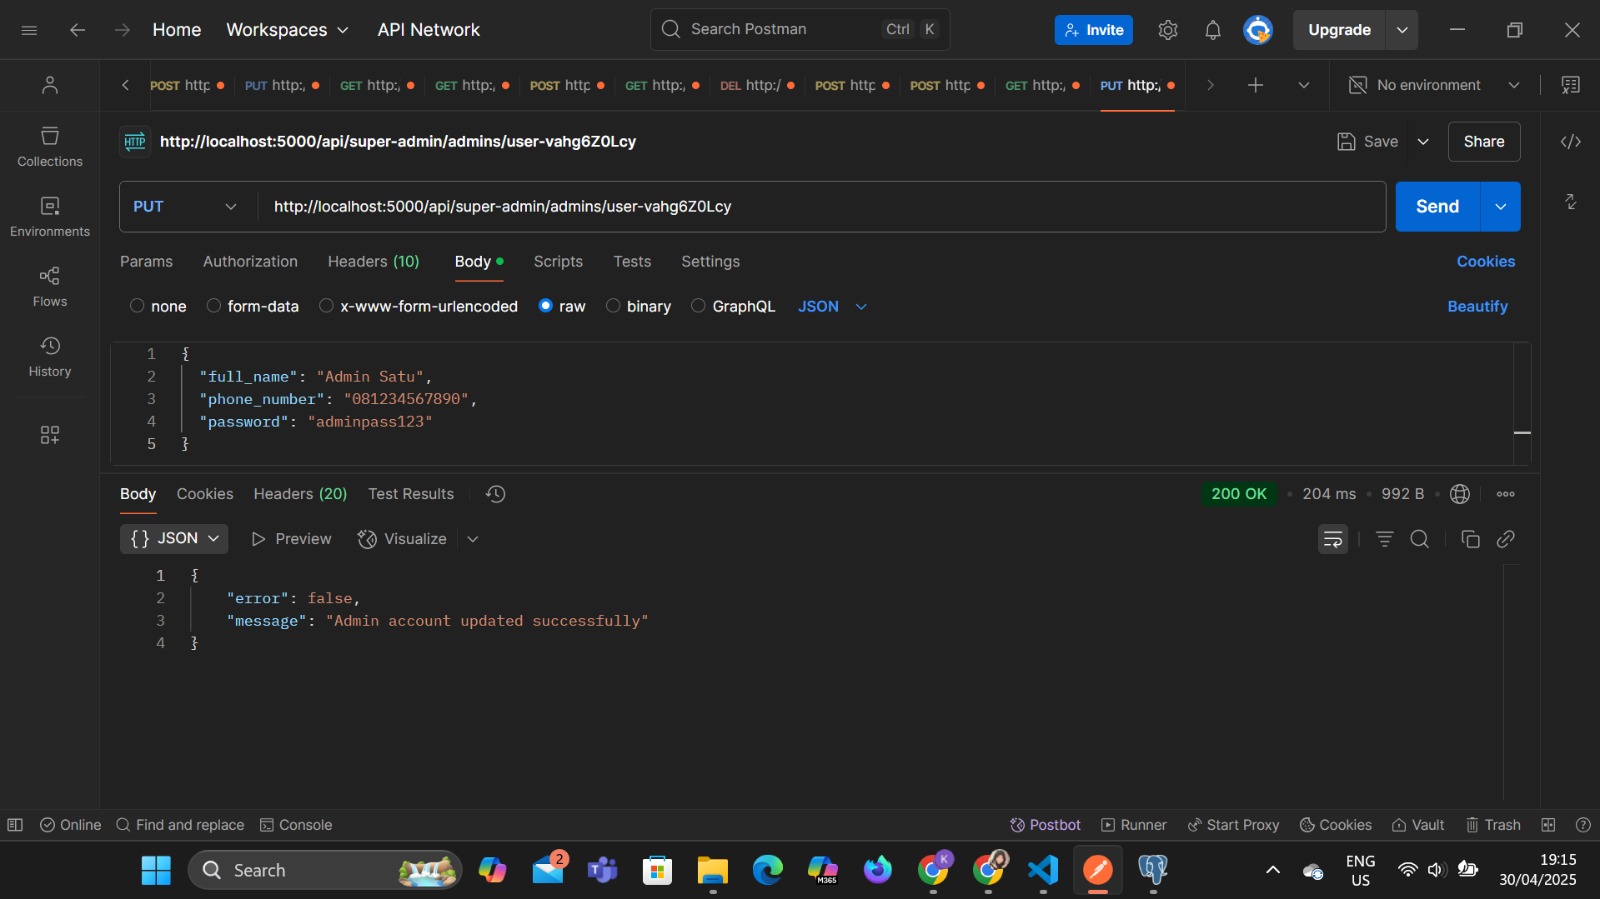 Home Workspaces API Network Search Postman Ctrl K Invite Upgrade
POST http PUT http:/ GET http:/ GET http:/ POST http GET http:/ DEL http:/ POST http POST http GET http:/ PUT http:/ No environment
HTTP http://localhost:5000/api/super-admin/admins/user-vahg6Z0Lcy Save Share
PUT http://localhost:5000/api/super-admin/admins/user-vahg6Z0Lcy Send
Collections
Environments
Flows
History
Params Authorization Headers (10) Body Scripts Tests Settings Cookies
none form-data x-www-form-urlencoded raw binary GraphQL JSON Beautify
1 {
2 "full_name": "Admin Satu",
3 "phone_number": "081234567890",
4 "password": "adminpass123"
5 }
Body Cookies Headers (20) Test Results 200 OK • 204 ms • 992 B
{} JSON Preview Visualize
1 {
2 "error": false,
3 "message": "Admin account updated successfully"
4 }
Online Find and replace Console Postbot Runner Start Proxy Cookies Vault Trash
Search 2 M365 K ENG US 19:15
30/04/2025